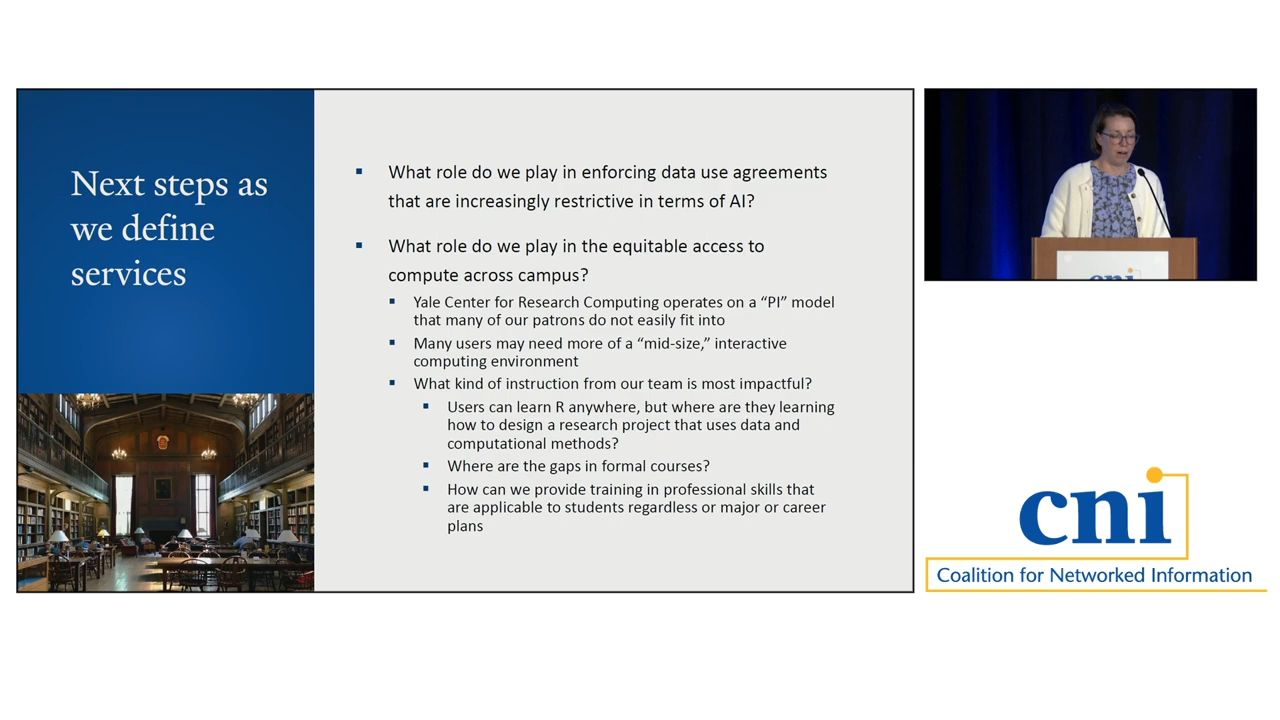 Next steps as
we define
services
What role do we play in enforcing data use agreements
that are increasingly restrictive in terms of AI?
What role do we play in the equitable access to
compute across campus?
Yale Center for Research Computing operates on a “PI” model
that many of our patrons do not easily fit into
Many users may need more of a “mid-size,” interactive
computing environment
What kind of instruction from our team is most impactful?
Users can learn R anywhere, but where are they learning
how to design a research project that uses data and
computational methods?
Where are the gaps in formal courses?
How can we provide training in professional skills that
are applicable to students regardless or major or career
plans
cni
cni
Coalition for Networked Information